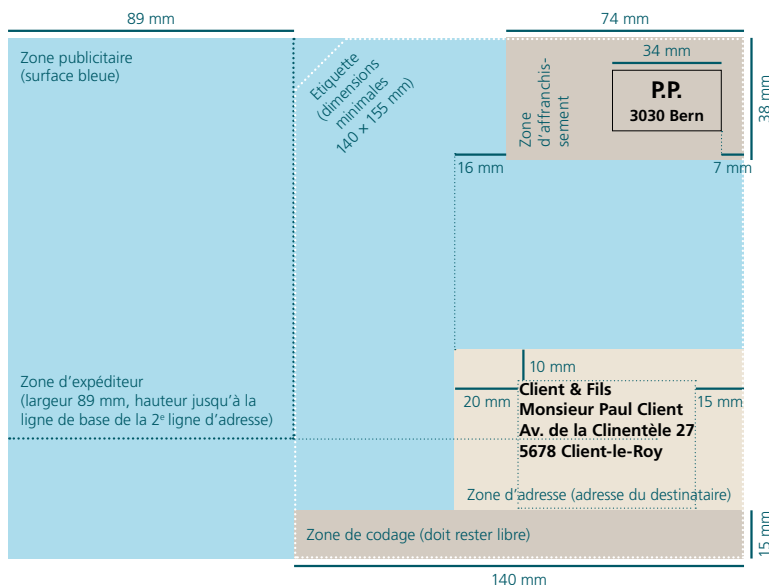 89 mm
74 mm
Zone publicitaire
(surface bleue)
Etiquette
(dimensions
minimales
140 × 155 mm)
Zone
d'affranchis-
sement
34 mm
P.P.
3030 Bern
38 mm
16 mm
7 mm
Zone d'expéditeur
(largeur 89 mm, hauteur jusqu'à la
ligne de base de la 2e ligne d'adresse)
10 mm
20 mm
15 mm
Client & Fils
Monsieur Paul Client
Av. de la Clinentèle 27
5678 Client-le-Roy
Zone d'adresse (adresse du destinataire)
Zone de codage (doit rester libre)
15 mm
140 mm